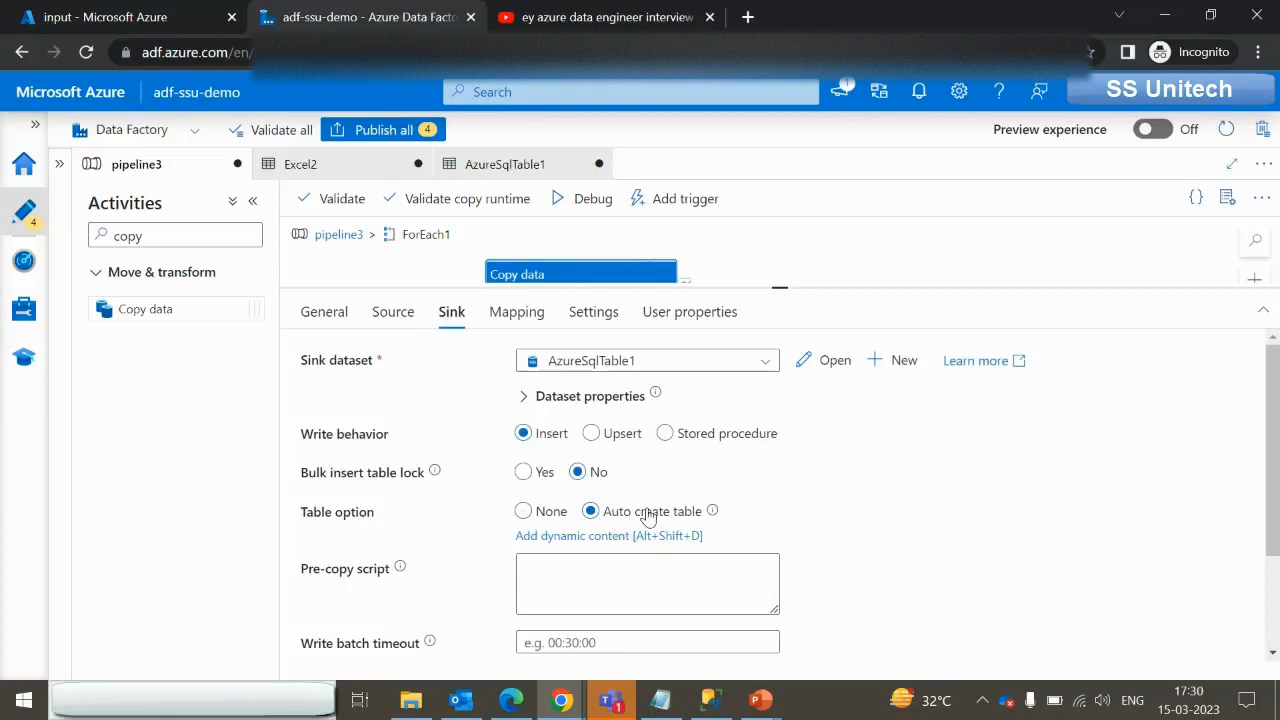 input - Microsoft Azure
adf-ssu-demo - Azure Data Facto
ey azure data engineer interview
adf.azure.com/en/
Incognito
Microsoft Azure
adf-ssu-demo
Search
1
SS Unitech
Data Factory
Validate all
Publish all 4
Preview experience
Off
pipeline3
Excel2
AzureSqlTable1
4
Activities
Validate
Validate copy runtime
Debug
Add trigger
copy
pipeline3 > ForEach1
Move & transform
Copy data
Copy data
General
Source
Sink
Mapping
Settings
User properties
Sink dataset *
AzureSqlTable1
Open
New
Learn more
Dataset properties
Write behavior
Insert
Upsert
Stored procedure
Bulk insert table lock
Yes
No
Table option
None
Auto create table
Add dynamic content [Alt+Shift+D]
Pre-copy script
Write batch timeout
e.g. 00:30:00
1
32°C
ENG
17:30
15-03-2023